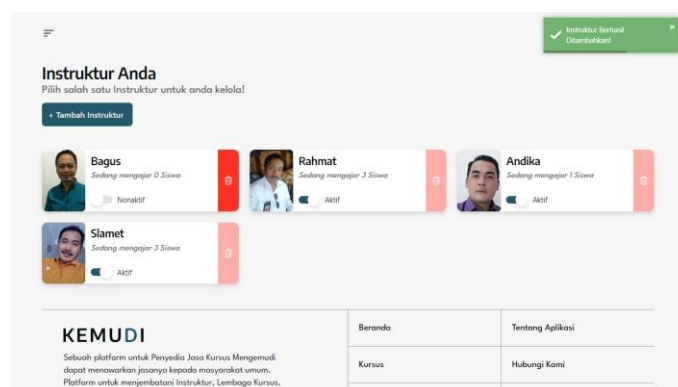 Instruktur Berhasil
Ditambahkan!
Instruktur Anda
Pilih salah satu Instruktur untuk anda kelola!
+ Tambah Instruktur
Bagus
Sedang mengajar 0 Siswa
Nonaktif
Rahmat
Sedang mengajar 3 Siswa
Aktif
Andika
Sedang mengajar 1 Siswa
Aktif
Slamet
Sedang mengajar 3 Siswa
Aktif
KEMUDI
Sebuah platform untuk Penyedia Jasa Kursus Mengemudi
dapat menawarkan jasanya kepada masyarakat umum.
Platform untuk menjembatani Instruktur, Lembaga Kursus,
Beranda
Tentang Aplikasi
Kursus
Hubungi Kami